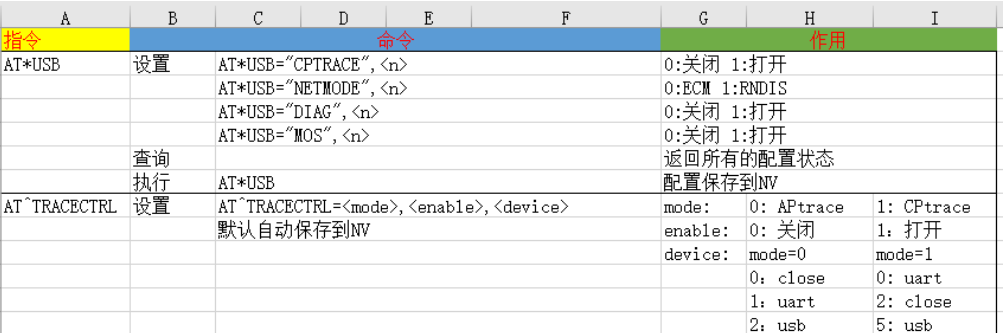 A B C D E F G H I
指令 命令 作用
AT*USB 设置 AT*USB="CPTRACE",<n> 0:关闭 1:打开
AT*USB="NETMODE",<n> 0:ECM 1:RNDIS
AT*USB="DIAG",<n> 0:关闭 1:打开
AT*USB="MOS",<n> 0:关闭 1:打开
查询 返回所有的配置状态
执行 AT*USB 配置保存到NV
AT^TRACECTRL 设置 AT^TRACECTRL=<mode>,<enable>,<device> mode: 0: APtrace 1: CPtrace
默认自动保存到NV enable: 0: 关闭 1: 打开
device: mode=0 mode=1
0: close 0: uart
1: uart 2: close
2: usb 5: usb